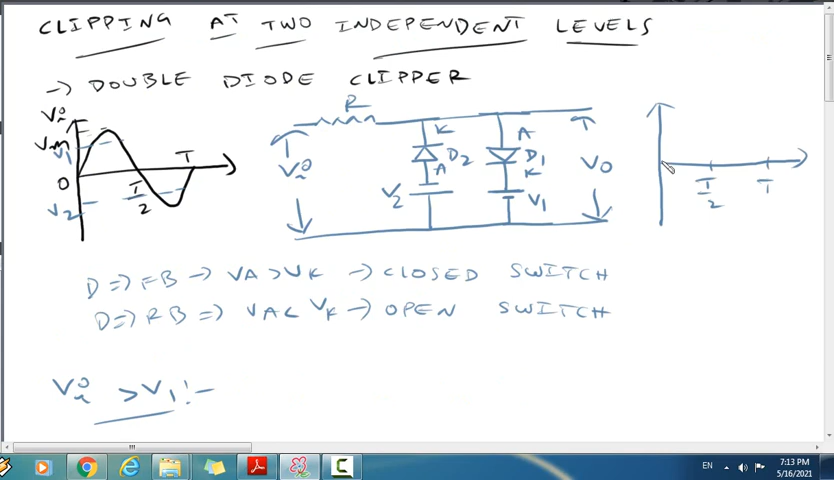 CLIPPING AT TWO INDEPENDENT LEVELS
→ DOUBLE DIODE CLIPPER
Vi
Vm
V1
0
V2
T/2
T
R
Vi
K
D2
A
V2
A
D1
K
V1
V0
T/2
T
D => FB → VA > VK → CLOSED SWITCH
D => RB => VA < VK → OPEN SWITCH
Vi > V1 :-
EN
7:13 PM
5/16/2021